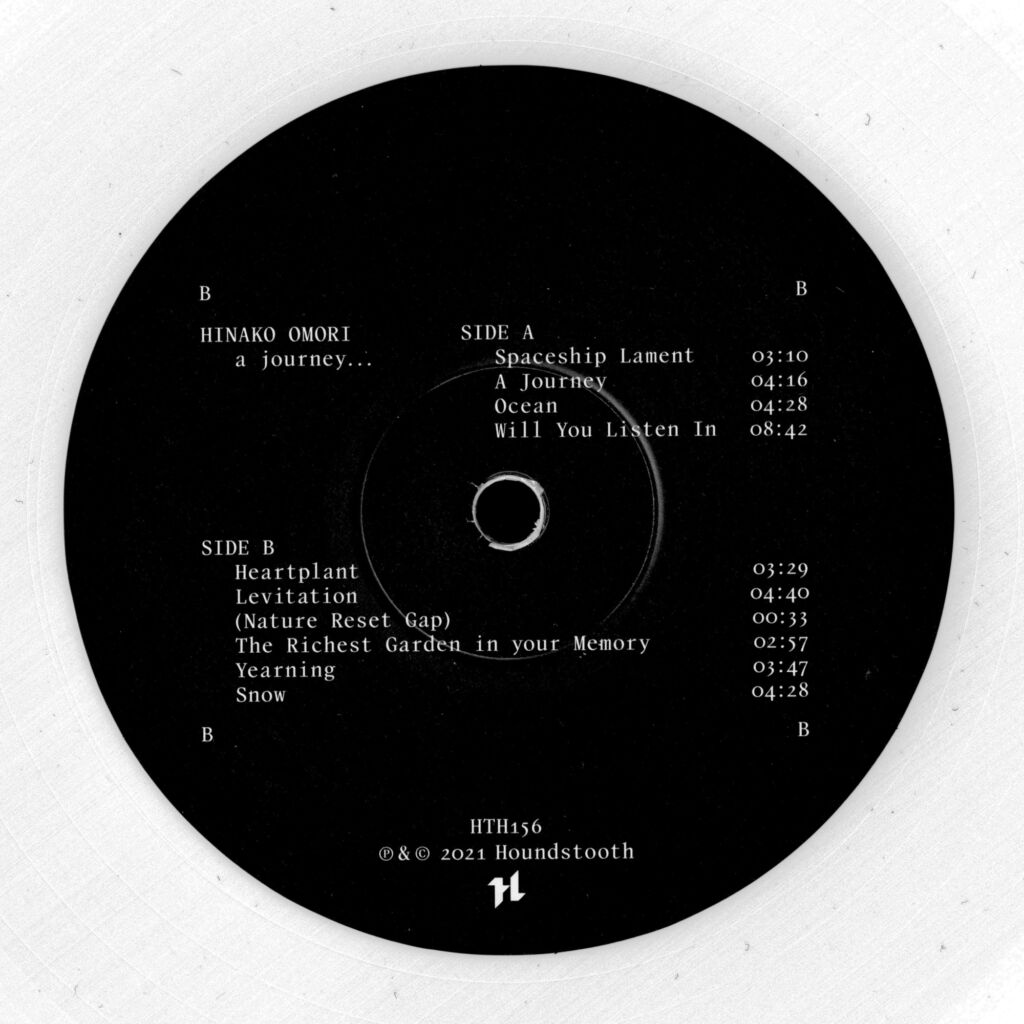 B B
HINAKO OMORI
a journey...
SIDE A
Spaceship Lament 03:10
A Journey 04:16
Ocean 04:28
Will You Listen In 08:42
SIDE B
Heartplant 03:29
Levitation 04:40
(Nature Reset Gap) 00:33
The Richest Garden in your Memory 02:57
Yearning 03:47
Snow 04:28
B B
HTH156
℗ & © 2021 Houndstooth
H